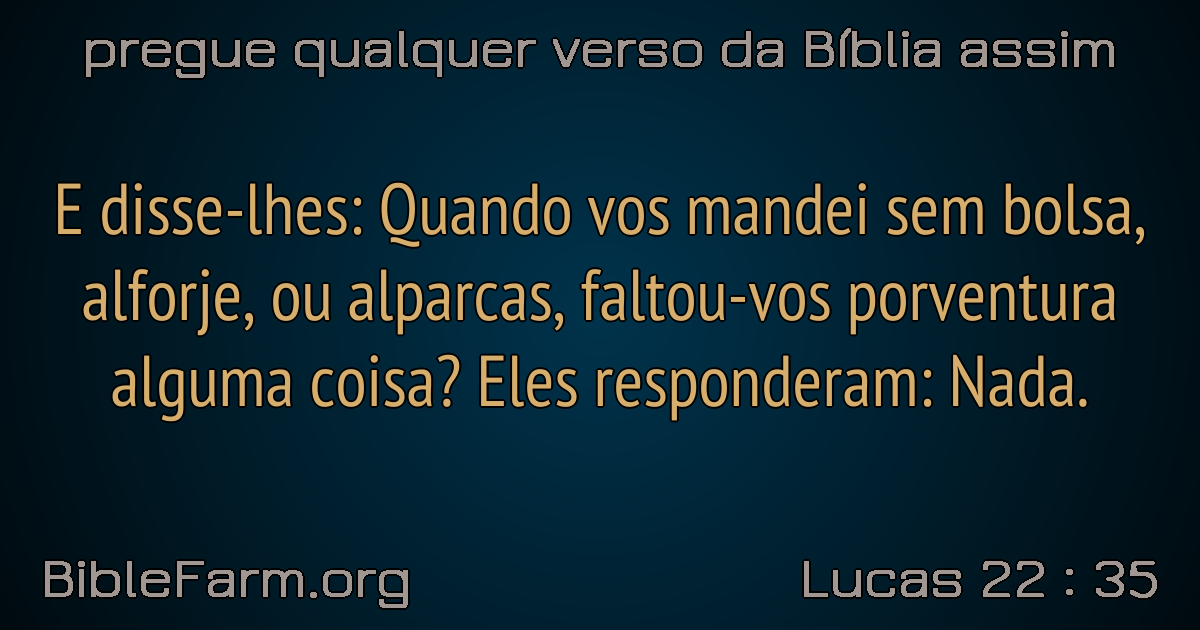 pregue qualquer verso da Bíblia assim
E disse-lhes: Quando vos mandei sem bolsa,
alforje, ou alparcas, faltou-vos porventura
alguma coisa? Eles responderam: Nada.
BibleFarm.org
Lucas 22 : 35